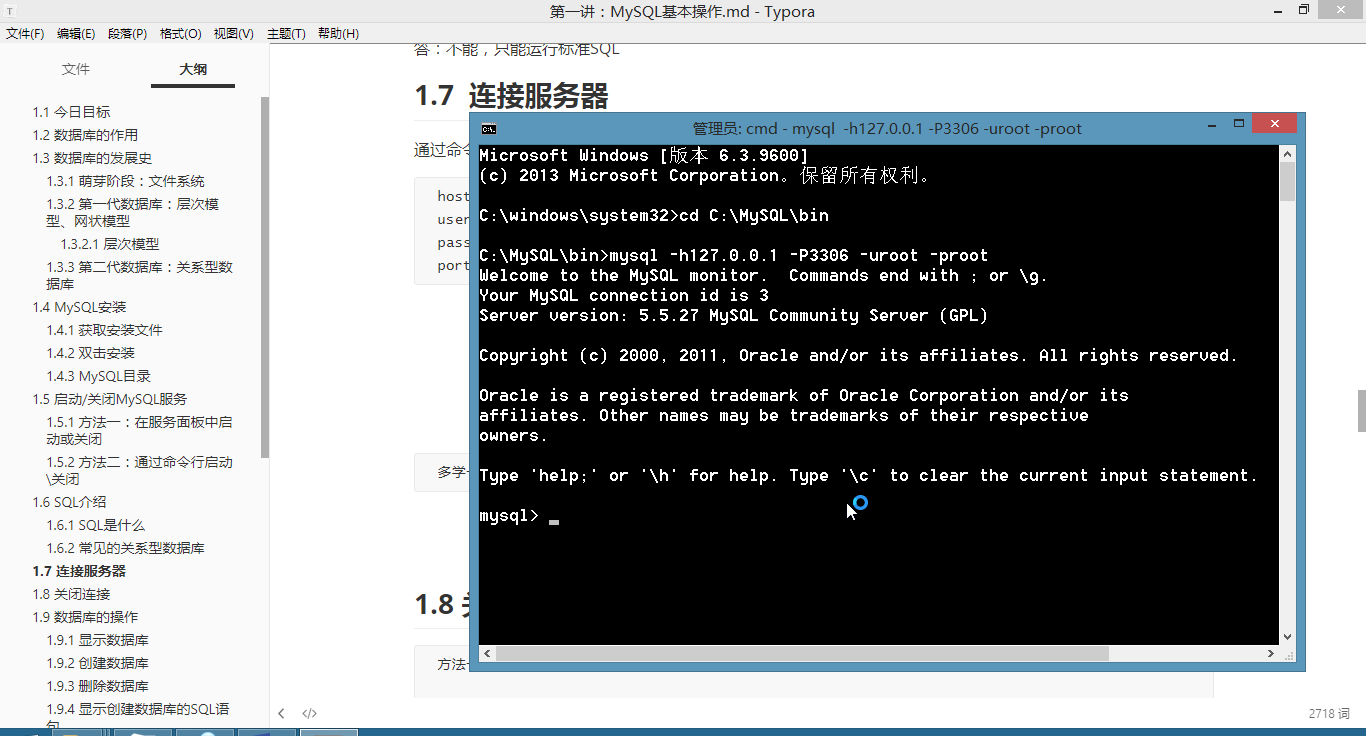 第一讲：MySQL基本操作.md - Typora
文件(F) 编辑(E) 段落(P) 格式(O) 视图(V) 主题(T) 帮助(H)
文件 大纲
1.1 今日目标
1.2 数据库的作用
1.3 数据库的发展史
1.3.1 萌芽阶段：文件系统
1.3.2 第一代数据库：层次模
型、网状模型
1.3.2.1 层次模型
1.3.3 第二代数据库：关系型数
据库
1.4 MySQL安装
1.4.1 获取安装文件
1.4.2 双击安装
1.4.3 MySQL目录
1.5 启动/关闭MySQL服务
1.5.1 方法一：在服务面板中启
动或关闭
1.5.2 方法二：通过命令行启动
\关闭
1.6 SQL介绍
1.6.1 SQL是什么
1.6.2 常见的关系型数据库
1.7 连接服务器
1.8 关闭连接
1.9 数据库的操作
1.9.1 显示数据库
1.9.2 创建数据库
1.9.3 删除数据库
1.9.4 显示创建数据库的SQL语
句
答：不能，只能运行标准SQL
1.7 连接服务器
通过命令
host
user
pass
port
多学
1.8
方法
2718 词
管理员: cmd - mysql -h127.0.0.1 -P3306 -uroot -proot
Microsoft Windows [版本 6.3.9600]
(c) 2013 Microsoft Corporation。保留所有权利。
C:\windows\system32>cd C:\MySQL\bin
C:\MySQL\bin>mysql -h127.0.0.1 -P3306 -uroot -proot
Welcome to the MySQL monitor.  Commands end with ; or \g.
Your MySQL connection id is 3
Server version: 5.5.27 MySQL Community Server (GPL)
Copyright (c) 2000, 2011, Oracle and/or its affiliates. All rights reserved.
Oracle is a registered trademark of Oracle Corporation and/or its
affiliates. Other names may be trademarks of their respective
owners.
Type 'help;' or '\h' for help. Type '\c' to clear the current input statement.
mysql>